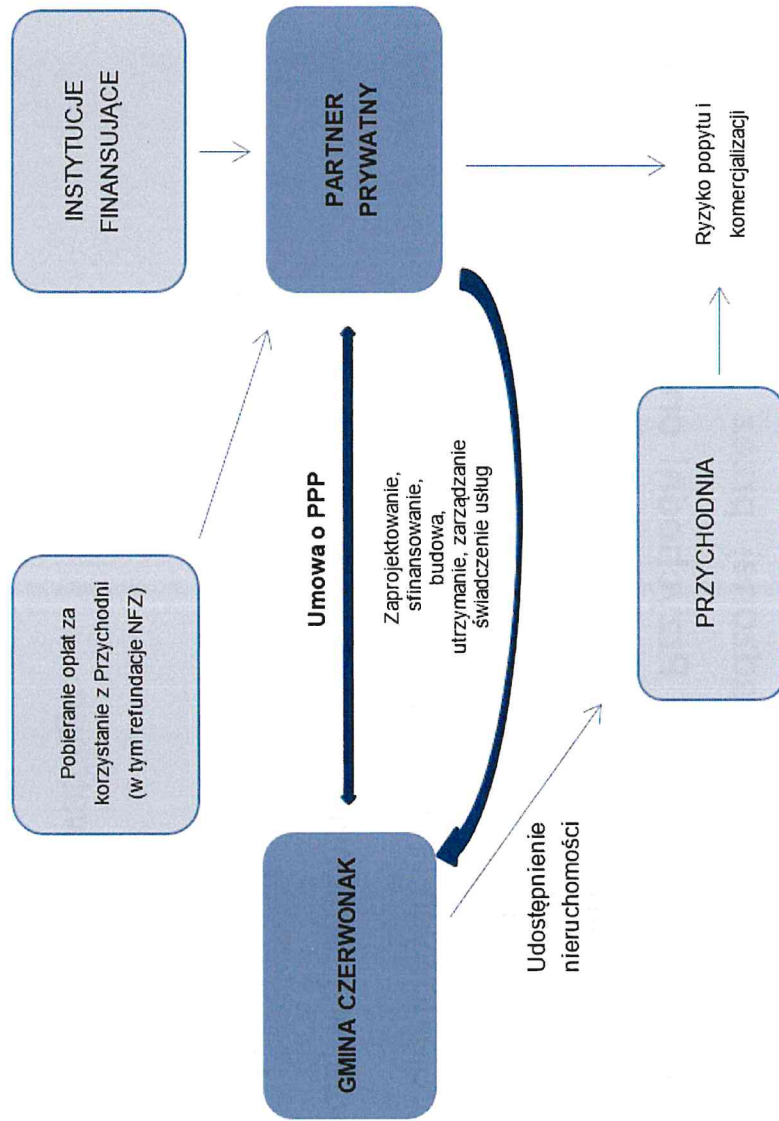 INSTYTUCJE
FINANSUJĄCE
Pobieranie opłat za
korzystanie z Przychodni
(w tym refundacje NFZ)
GMINA CZERWONAK
Umowa o PPP
PARTNER
PRYWATNY
Zaprojektowanie,
sfinansowanie,
budowa,
utrzymanie, zarządzanie
świadczenie usług
Udostępnienie
nieruchomości
PRZYCHODNIA
Ryzyko popytu i
komercjalizacji